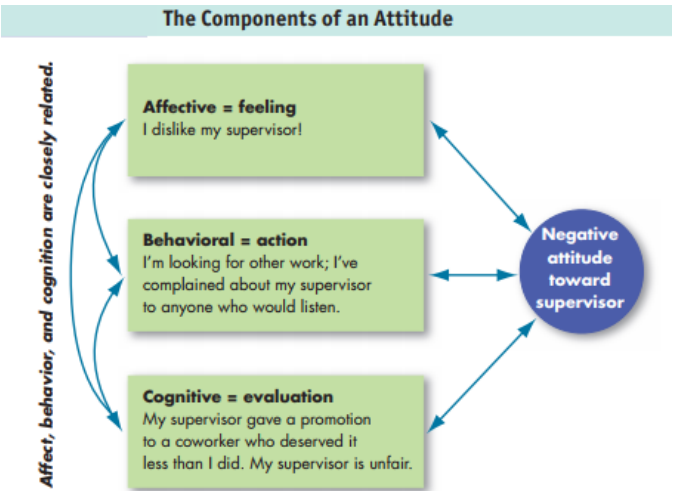 The Components of an Attitude
Affect, behavior, and cognition are closely related.
Affective = feeling
I dislike my supervisor!
Behavioral = action
I'm looking for other work; I've
complained about my supervisor
to anyone who would listen.
Cognitive = evaluation
My supervisor gave a promotion
to a coworker who deserved it
less than I did. My supervisor is unfair.
Negative
attitude
toward
supervisor